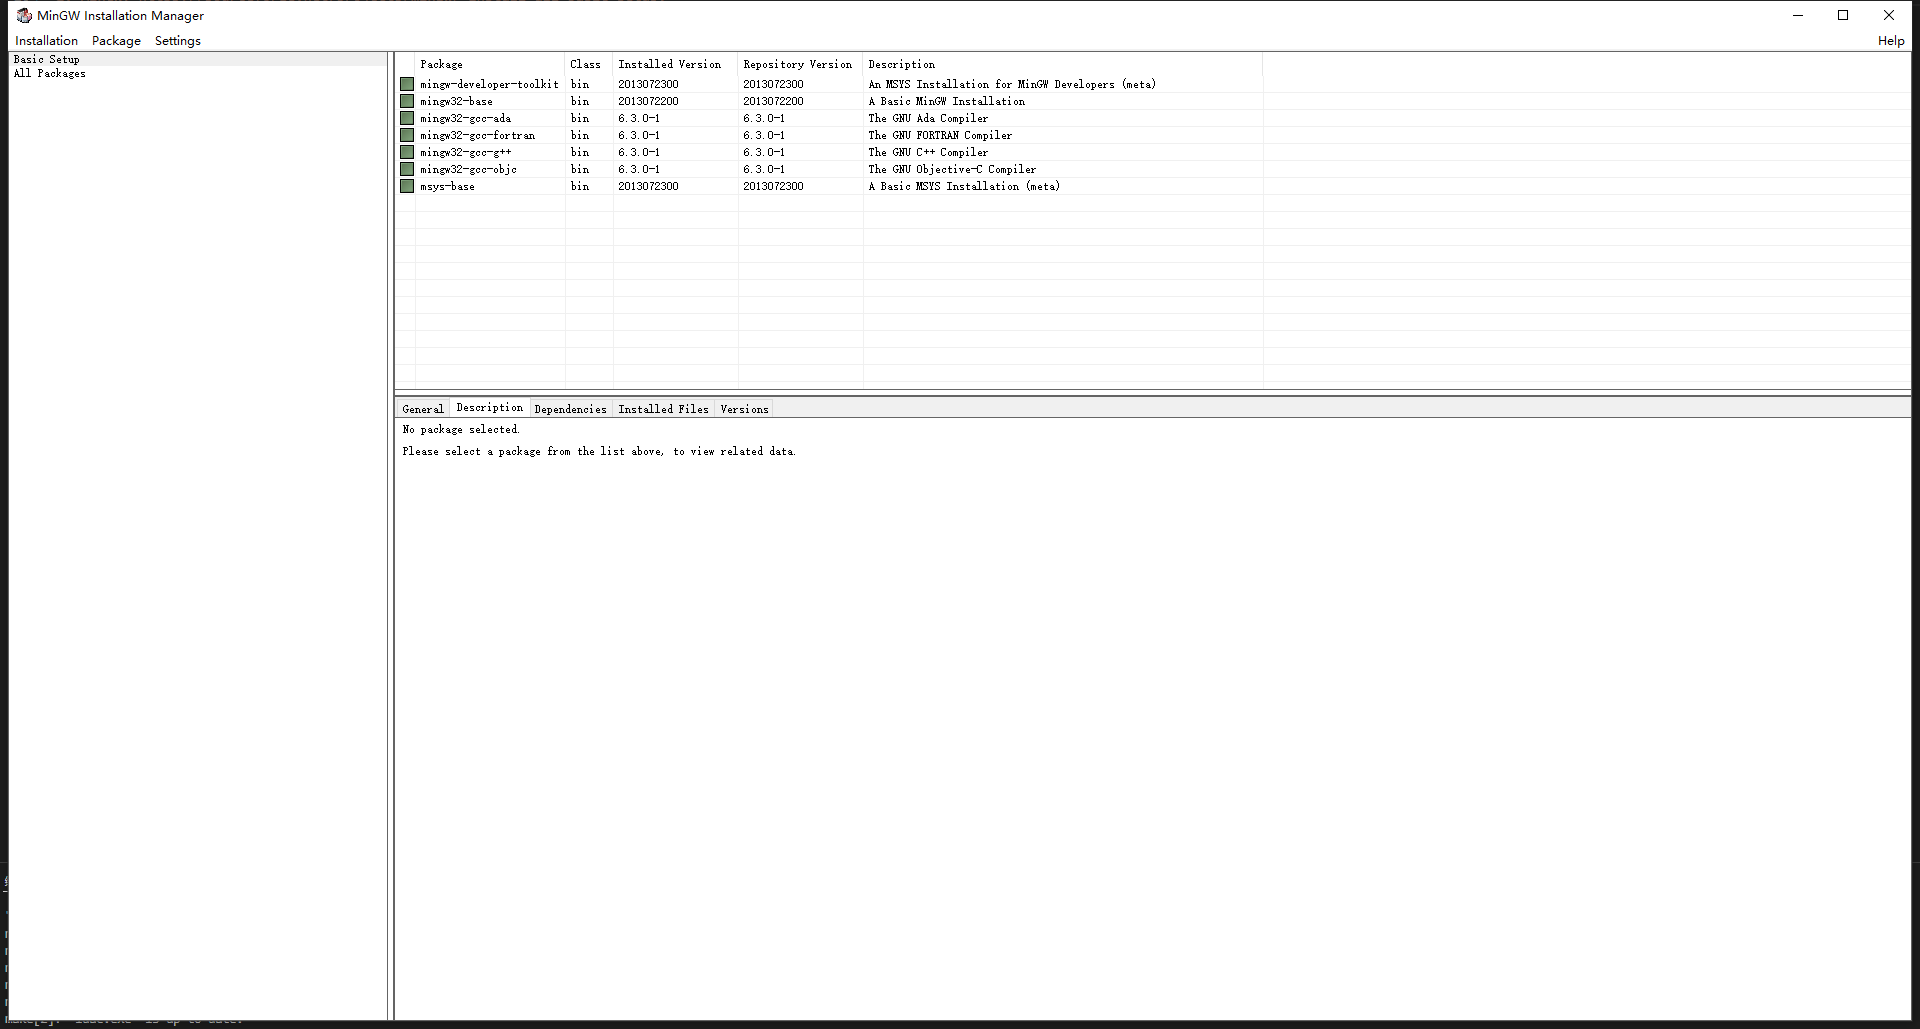 MinGW Installation Manager
Installation Package Settings Help
Basic Setup
All Packages
Package Class Installed Version Repository Version Description
mingw-developer-toolkit bin 2013072300 2013072300 An MSYS Installation for MinGW Developers (meta)
mingw32-base bin 2013072200 2013072200 A Basic MinGW Installation
mingw32-gcc-ada bin 6.3.0-1 6.3.0-1 The GNU Ada Compiler
mingw32-gcc-fortran bin 6.3.0-1 6.3.0-1 The GNU FORTRAN Compiler
mingw32-gcc-g++ bin 6.3.0-1 6.3.0-1 The GNU C++ Compiler
mingw32-gcc-objc bin 6.3.0-1 6.3.0-1 The GNU Objective-C Compiler
msys-base bin 2013072300 2013072300 A Basic MSYS Installation (meta)
General Description Dependencies Installed Files Versions
No package selected.
Please select a package from the list above, to view related data.